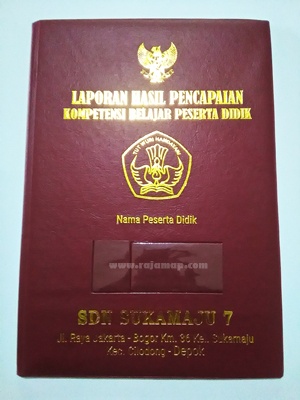 LAPORAN HASIL PENCAPAIAN
KOMPETENSI BELAJAR PESERTA DIDIK
TUT WURI HANDAYANI
Nama Peserta Didik
www.rajamap.com
SDN SUKAMAJU 7
Jl. Raya Jakarta - Bogor Km. 36 Kel. Sukamaju
Kec. Cilodong - Depok